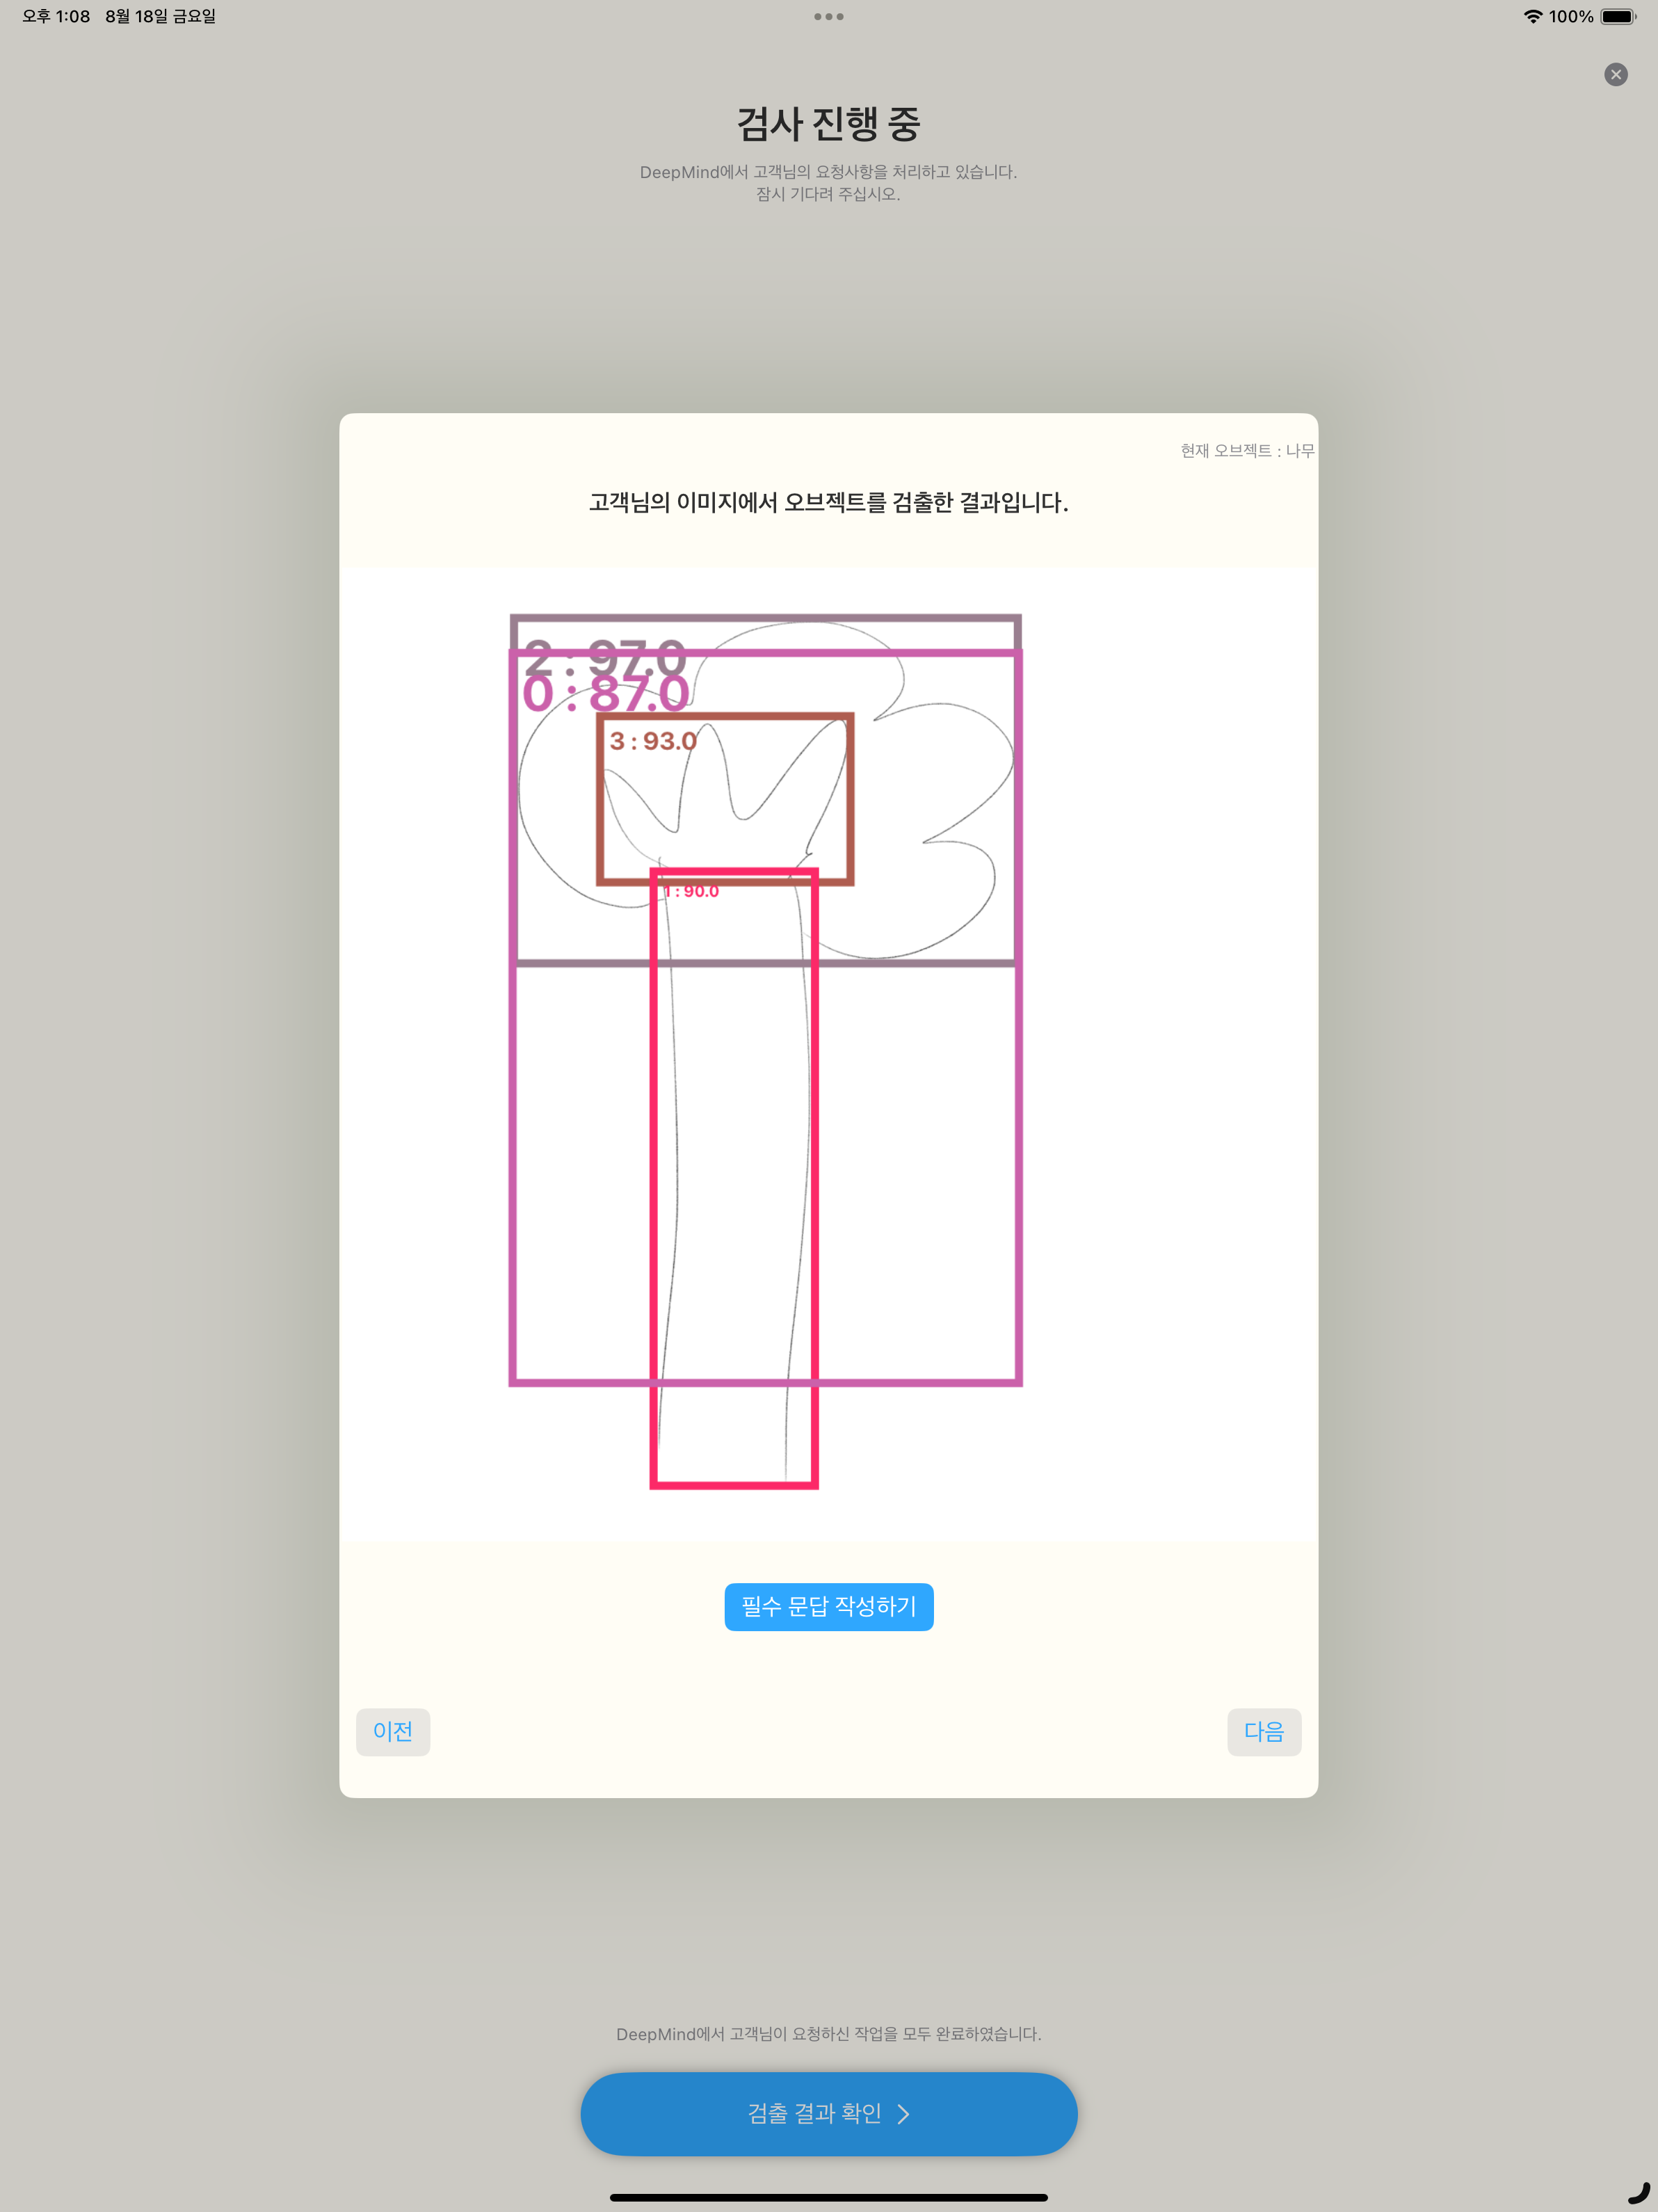 오후 1:08 8월 18일 금요일
100%
검사 진행 중
DeepMind에서 고객님의 요청사항을 처리하고 있습니다.
잠시 기다려 주십시오.
현재 오브젝트 : 나무
고객님의 이미지에서 오브젝트를 검출한 결과입니다.
2 : 97.0
0 : 87.0
3 : 93.0
1 : 90.0
필수 문답 작성하기
이전
다음
DeepMind에서 고객님이 요청하신 작업을 모두 완료하였습니다.
검출 결과 확인